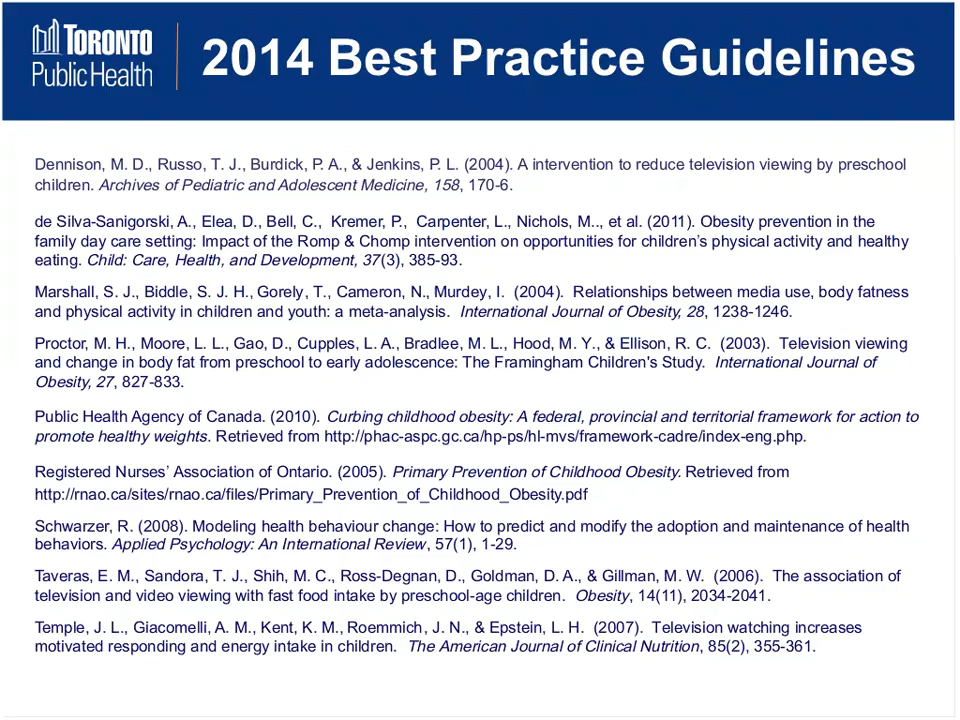 TORONTO
Public Health
2014 Best Practice Guidelines
Dennison, M. D., Russo, T. J., Burdick, P. A., & Jenkins, P. L. (2004). A intervention to reduce television viewing by preschool
children. Archives of Pediatric and Adolescent Medicine, 158, 170-6.
de Silva-Sanigorski, A., Elea, D., Bell, C., Kremer, P., Carpenter, L., Nichols, M.., et al. (2011). Obesity prevention in the
family day care setting: Impact of the Romp & Chomp intervention on opportunities for children's physical activity and healthy
eating. Child: Care, Health, and Development, 37(3), 385-93.
Marshall, S. J., Biddle, S. J. H., Gorely, T., Cameron, N., Murdey, I. (2004). Relationships between media use, body fatness
and physical activity in children and youth: a meta-analysis. International Journal of Obesity, 28, 1238-1246.
Proctor, M. H., Moore, L. L., Gao, D., Cupples, L. A., Bradlee, M. L., Hood, M. Y., & Ellison, R. C. (2003). Television viewing
and change in body fat from preschool to early adolescence: The Framingham Children's Study. International Journal of
Obesity, 27, 827-833.
Public Health Agency of Canada. (2010). Curbing childhood obesity: A federal, provincial and territorial framework for action to
promote healthy weights. Retrieved from http://phac-aspc.gc.ca/hp-ps/hl-mvs/framework-cadre/index-eng.php.
Registered Nurses' Association of Ontario. (2005). Primary Prevention of Childhood Obesity. Retrieved from
http://rnao.ca/sites/rnao.ca/files/Primary_Prevention_of_Childhood_Obesity.pdf
Schwarzer, R. (2008). Modeling health behaviour change: How to predict and modify the adoption and maintenance of health
behaviors. Applied Psychology: An International Review, 57(1), 1-29.
Taveras, E. M., Sandora, T. J., Shih, M. C., Ross-Degnan, D., Goldman, D. A., & Gillman, M. W. (2006). The association of
television and video viewing with fast food intake by preschool-age children. Obesity, 14(11), 2034-2041.
Temple, J. L., Giacomelli, A. M., Kent, K. M., Roemmich, J. N., & Epstein, L. H. (2007). Television watching increases
motivated responding and energy intake in children. The American Journal of Clinical Nutrition, 85(2), 355-361.